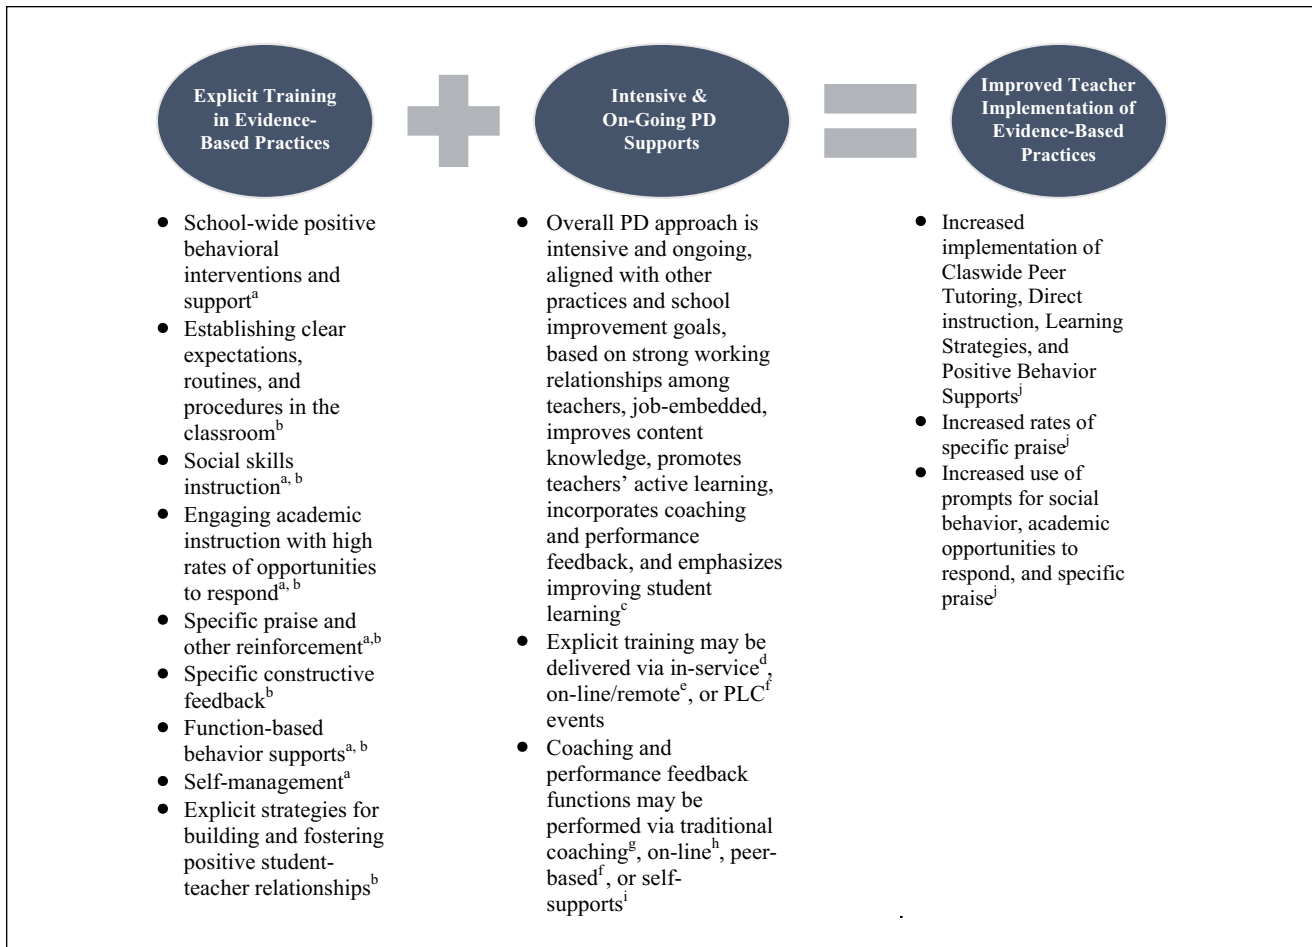 Explicit Training
in Evidence-
Based Practices
Intensive &
On-Going PD
Supports
Improved Teacher
Implementation of
Evidence-Based
Practices
• School-wide positive
behavioral
interventions and
support^a
• Establishing clear
expectations,
routines, and
procedures in the
classroom^b
• Social skills
instruction^a, b
• Engaging academic
instruction with high
rates of opportunities
to respond^a, b
• Specific praise and
other reinforcement^a,b
• Specific constructive
feedback^b
• Function-based
behavior supports^a, b
• Self-management^a
• Explicit strategies for
building and fostering
positive student-
teacher relationships^b
• Overall PD approach is
intensive and ongoing,
aligned with other
practices and school
improvement goals,
based on strong working
relationships among
teachers, job-embedded,
improves content
knowledge, promotes
teachers’ active learning,
incorporates coaching
and performance
feedback, and emphasizes
improving student
learning^c
• Explicit training may be
delivered via in-service^d,
on-line/remote^e, or PLC^f
events
• Coaching and
performance feedback
functions may be
performed via traditional
coaching^g, on-line^h, peer-
based^f, or self-
supports^i
• Increased
implementation of
Claswide Peer
Tutoring, Direct
instruction, Learning
Strategies, and
Positive Behavior
Supports^j
• Increased rates of
specific praise^j
• Increased use of
prompts for social
behavior, academic
opportunities to
respond, and specific
praise^j